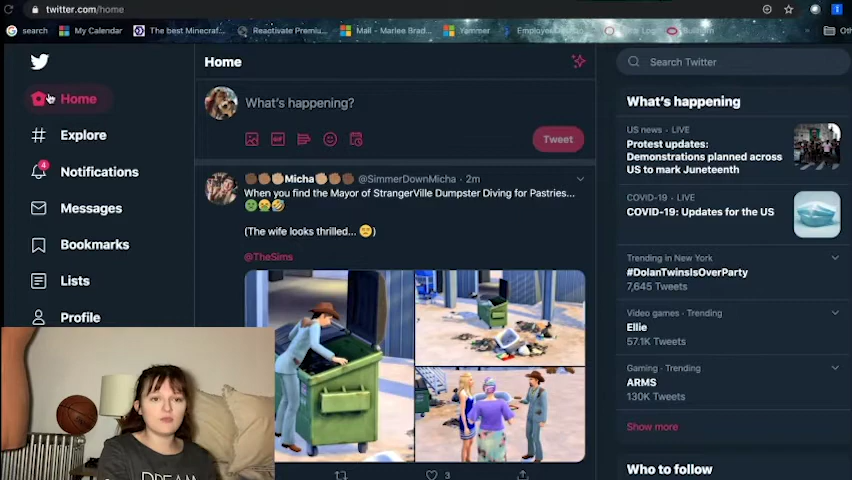 twitter.com/home
search
My Calendar
The best Minecraf...
Reactivate Premiu...
Mail - Marlee Brad...
Yammer
Home
Search Twitter
Home
What's happening?
Explore
Tweet
4
Notifications
Messages
Bookmarks
Lists
Profile
Micha @SimmerDownMicha · 2m
When you find the Mayor of StrangerVille Dumpster Diving for Pastries...
(The wife looks thrilled... )
@TheSims
3
What's happening
US news · LIVE
Protest updates:
Demonstrations planned across
US to mark Juneteenth
COVID-19 · LIVE
COVID-19: Updates for the US
Trending in New York
#DolanTwinsIsOverParty
7,645 Tweets
Video games · Trending
Ellie
57.1K Tweets
Gaming · Trending
ARMS
130K Tweets
Show more
Who to follow
DREAM